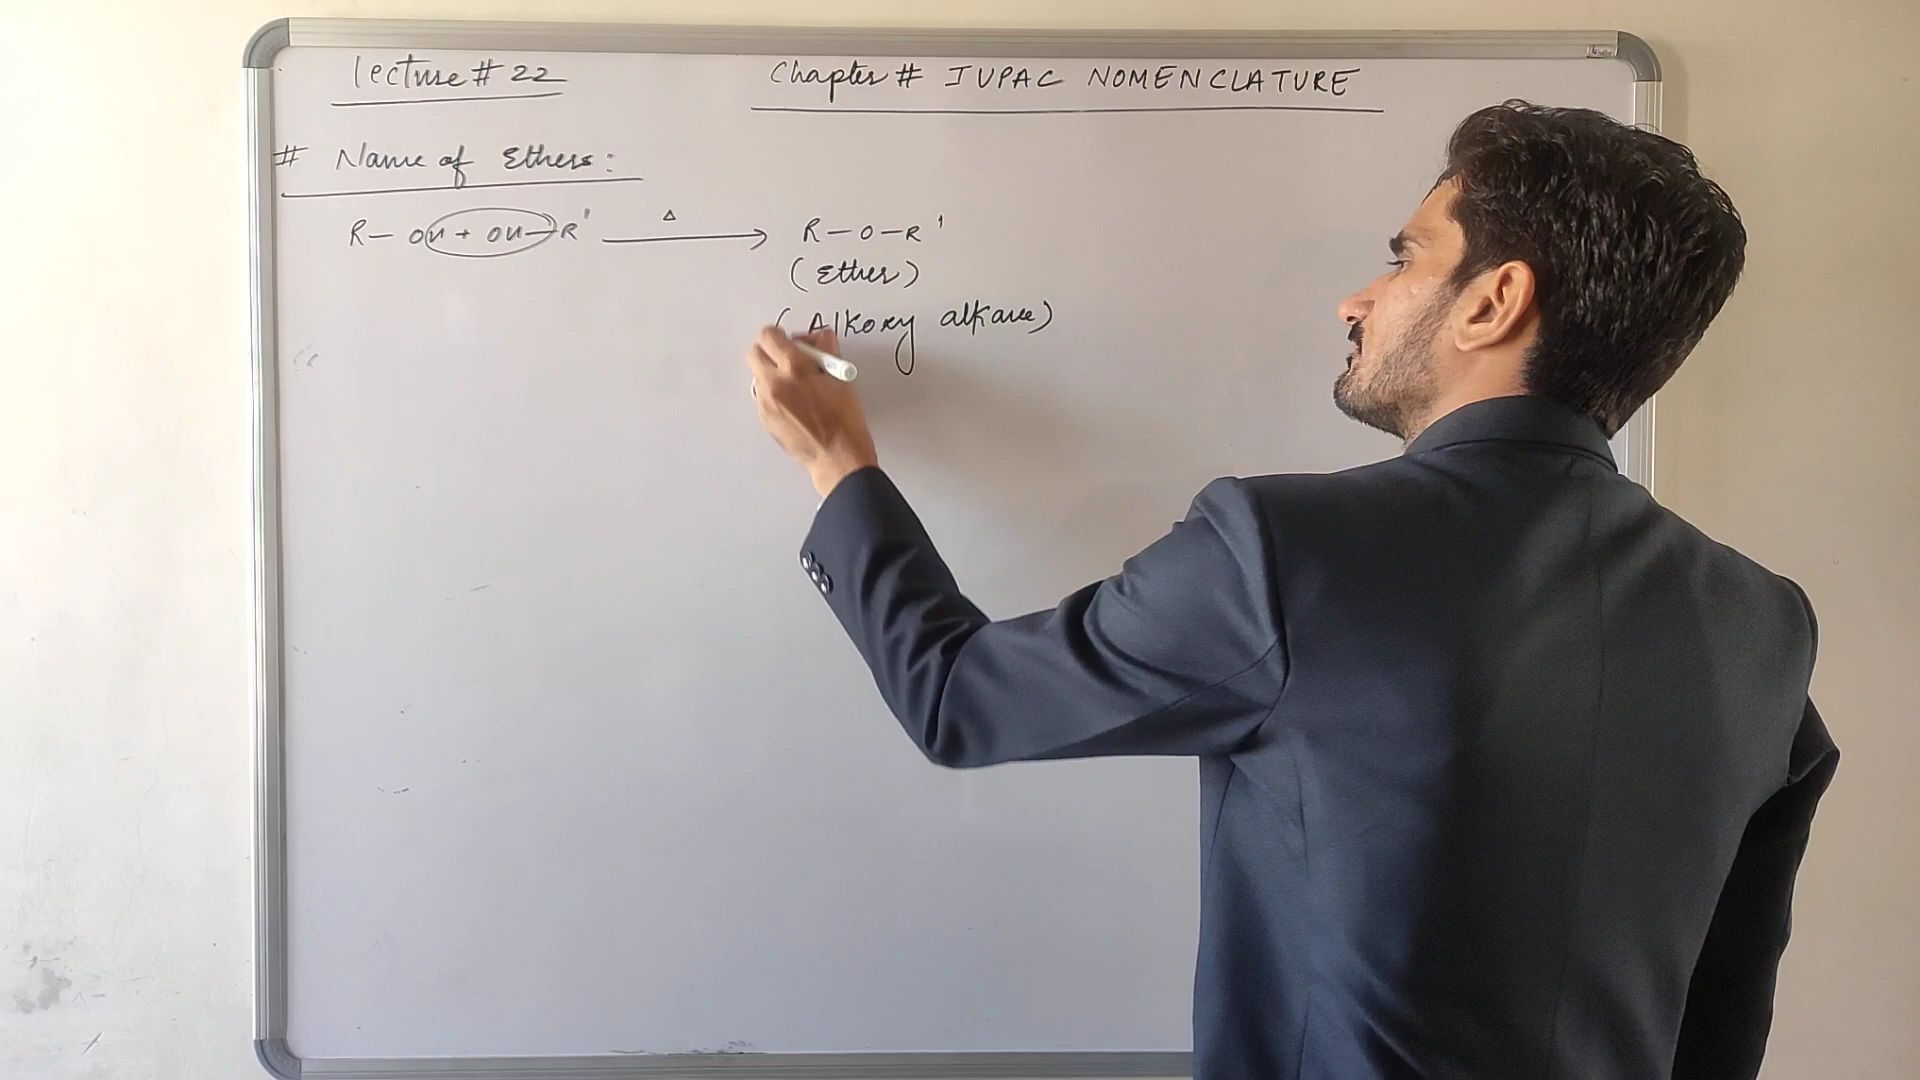 Lecture # 22
Chapter # IUPAC NOMENCLATURE
# Name of Ethers:
R– OH + OH–R' Δ⟶ R–O–R'
(Ether)
(Alkoxy alkane)